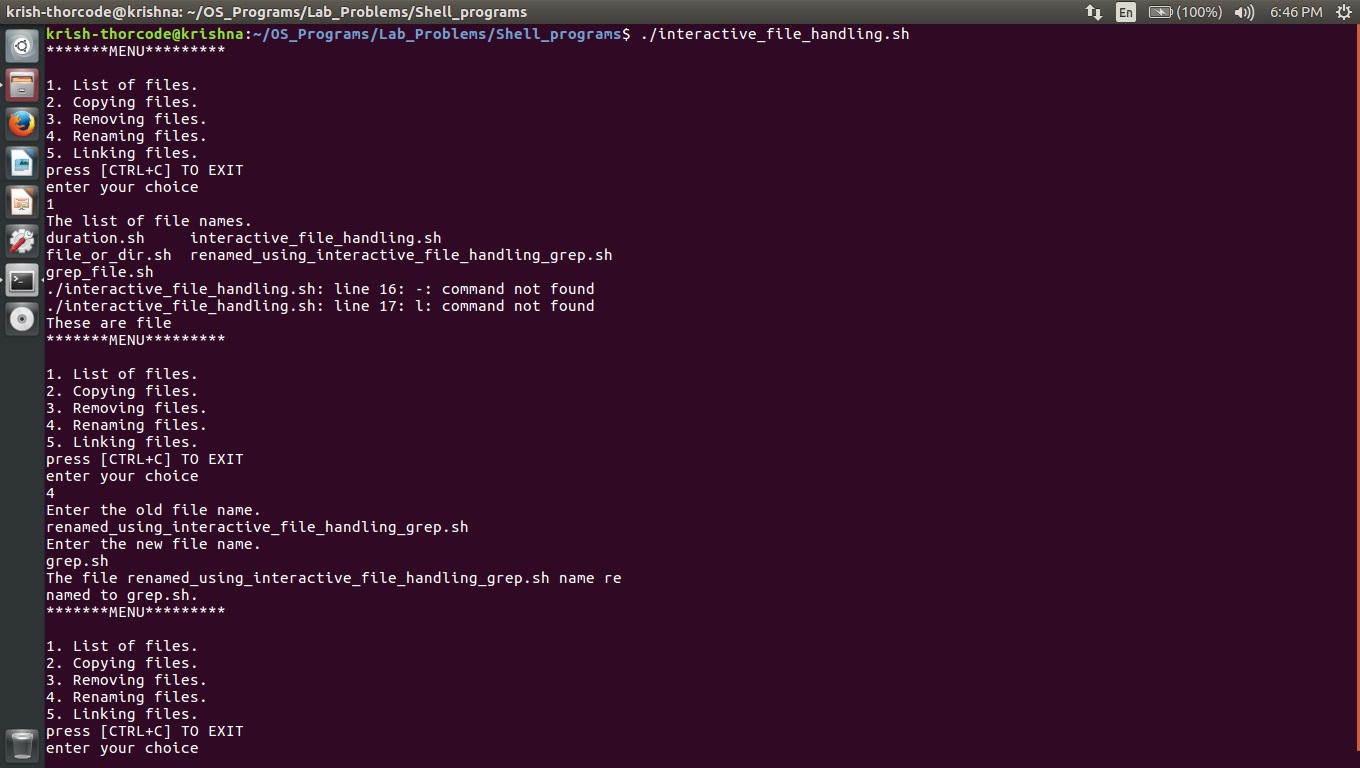 krish-thorcode@krishna: ~/OS_Programs/Lab_Problems/Shell_programs
En (100%) 6:46 PM
krish-thorcode@krishna:~/OS_Programs/Lab_Problems/Shell_programs$ ./interactive_file_handling.sh
*******MENU*********
1. List of files.
2. Copying files.
3. Removing files.
4. Renaming files.
5. Linking files.
press [CTRL+C] TO EXIT
enter your choice
1
The list of file names.
duration.sh     interactive_file_handling.sh
file_or_dir.sh  renamed_using_interactive_file_handling_grep.sh
grep_file.sh
./interactive_file_handling.sh: line 16: -: command not found
./interactive_file_handling.sh: line 17: l: command not found
These are file
*******MENU*********
1. List of files.
2. Copying files.
3. Removing files.
4. Renaming files.
5. Linking files.
press [CTRL+C] TO EXIT
enter your choice
4
Enter the old file name.
renamed_using_interactive_file_handling_grep.sh
Enter the new file name.
grep.sh
The file renamed_using_interactive_file_handling_grep.sh name re
named to grep.sh.
*******MENU*********
1. List of files.
2. Copying files.
3. Removing files.
4. Renaming files.
5. Linking files.
press [CTRL+C] TO EXIT
enter your choice